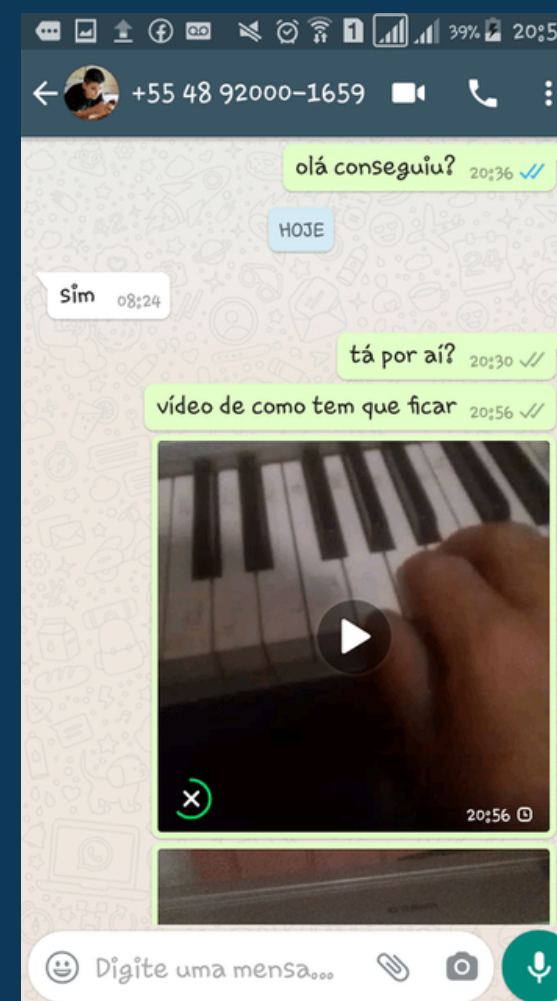 39% 20:5
+55 48 92000-1659
olá conseguiu? 20:36
HOJE
sim 08:24
tá por aí? 20:30
vídeo de como tem que ficar 20:56
20:56
Digite uma mensa...